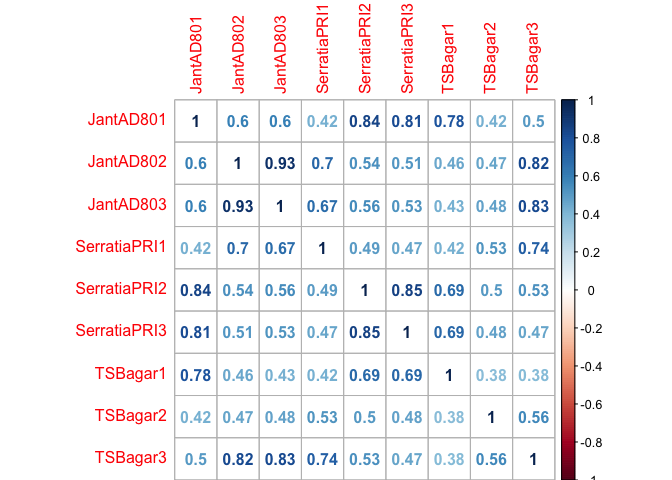 JantAD801 JantAD802 JantAD803 SerratiaPRI1 SerratiaPRI2 SerratiaPRI3 TSBagar1 TSBagar2 TSBagar3
JantAD801 1 0.6 0.6 0.42 0.84 0.81 0.78 0.42 0.5
JantAD802 0.6 1 0.93 0.7 0.54 0.51 0.46 0.47 0.82
JantAD803 0.6 0.93 1 0.67 0.56 0.53 0.43 0.48 0.83
SerratiaPRI1 0.42 0.7 0.67 1 0.49 0.47 0.42 0.53 0.74
SerratiaPRI2 0.84 0.54 0.56 0.49 1 0.85 0.69 0.5 0.53
SerratiaPRI3 0.81 0.51 0.53 0.47 0.85 1 0.69 0.48 0.47
TSBagar1 0.78 0.46 0.43 0.42 0.69 0.69 1 0.38 0.38
TSBagar2 0.42 0.47 0.48 0.53 0.5 0.48 0.38 1 0.56
TSBagar3 0.5 0.82 0.83 0.74 0.53 0.47 0.38 0.56 1
1
0.8
0.6
0.4
0.2
0
-0.2
-0.4
-0.6
-0.8
-1